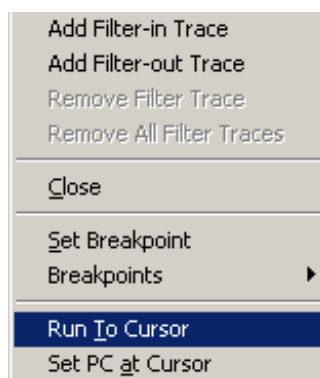 Add Filter-in Trace
Add Filter-out Trace
Remove Filter Trace
Remove All Filter Traces
Close
Set Breakpoint
Breakpoints
Run To Cursor
Set PC at Cursor